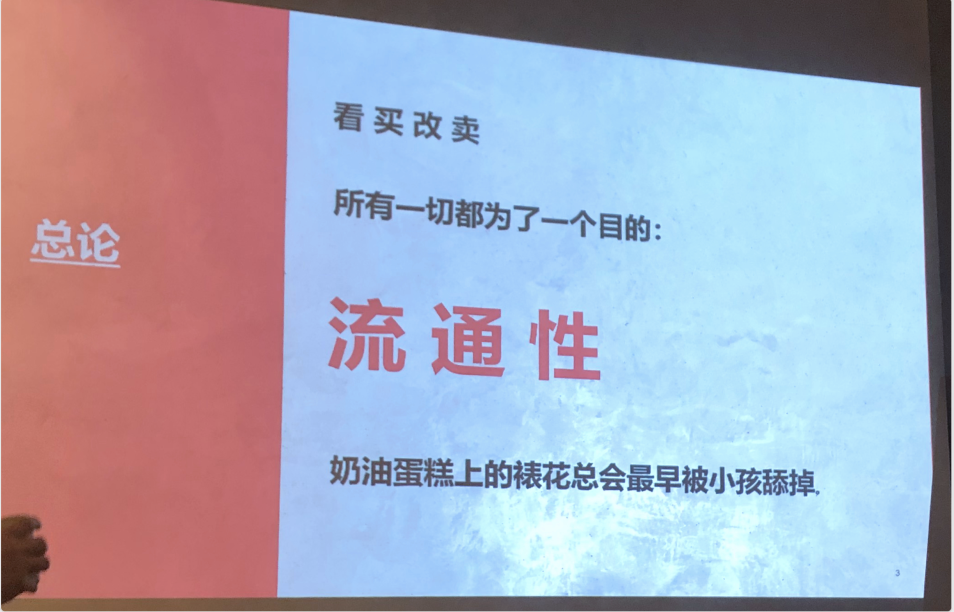 总论
看 买 改 卖
所有一切都为了一个目的：
流 通 性
奶油蛋糕上的裱花总会最早被小孩舔掉.
3